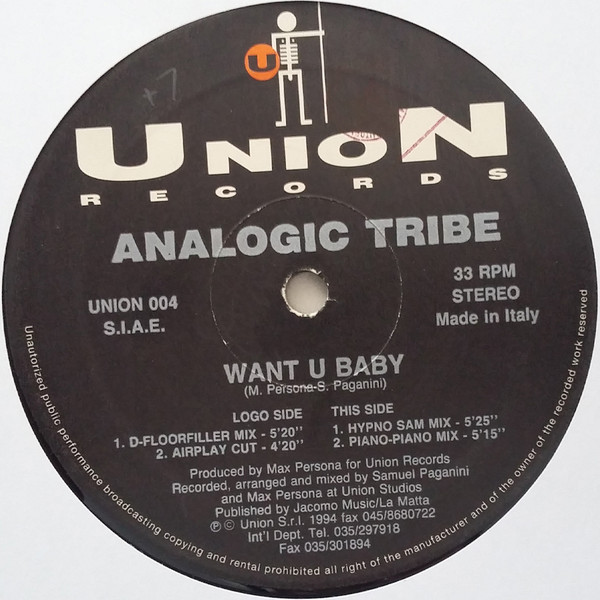 +7
U
UNION
RECORDS
ANALOGIC TRIBE
UNION 004
S.I.A.E.
33 RPM
STEREO
Made in Italy
WANT U BABY
(M. Persona-S. Paganini)
LOGO SIDE
1. D-FLOORFILLER MIX - 5'20"
2. AIRPLAY CUT - 4'20"
THIS SIDE
1. HYPNO SAM MIX - 5'25"
2. PIANO-PIANO MIX - 5'15"
Produced by Max Persona for Union Records
Recorded, arranged and mixed by Samuel Paganini
and Max Persona at Union Studios
Published by Jacomo Music/La Matta
℗ © Union S.r.l. 1994 fax 045/8680722
Int'l Dept. Tel. 035/297918
Fax 035/301894
Unautorized public performance broadcasting copying and rental prohibited all right of the manufacturer and of the owner of the recorded work reserved